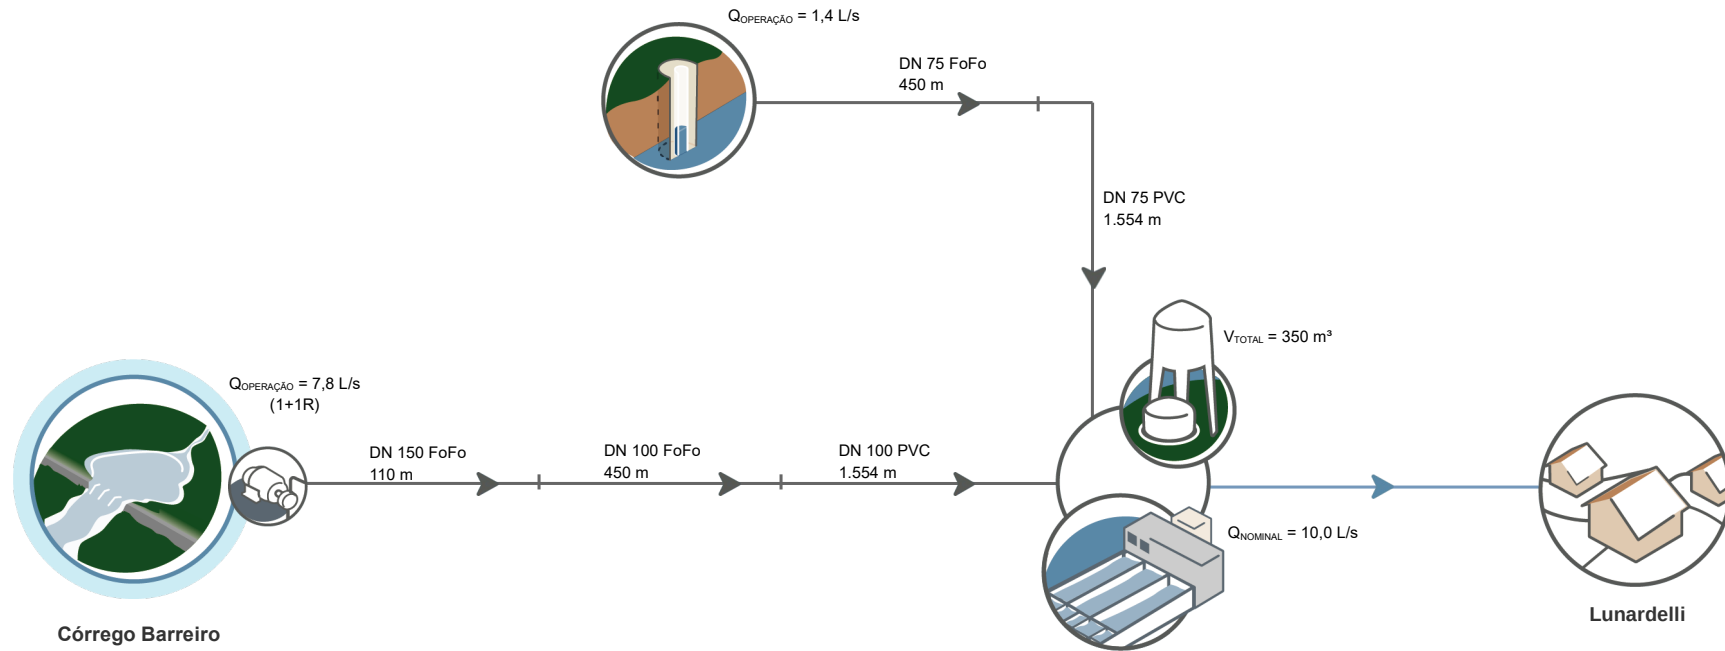 QOPERAÇÃO = 1,4 L/s
DN 75 FoFo
450 m
DN 75 PVC
1.554 m
VTOTAL = 350 m³
QOPERAÇÃO = 7,8 L/s
(1+1R)
DN 150 FoFo
110 m
DN 100 FoFo
450 m
DN 100 PVC
1.554 m
QNOMINAL = 10,0 L/s
Córrego Barreiro
Lunardelli